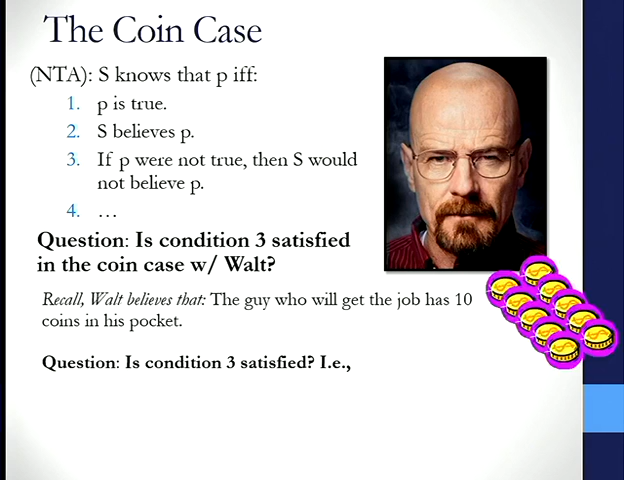 The Coin Case
(NTA): S knows that p iff:
1. p is true.
2. S believes p.
3. If p were not true, then S would
not believe p.
4. …
Question: Is condition 3 satisfied
in the coin case w/ Walt?
Recall, Walt believes that: The guy who will get the job has 10
coins in his pocket.
Question: Is condition 3 satisfied? I.e.,